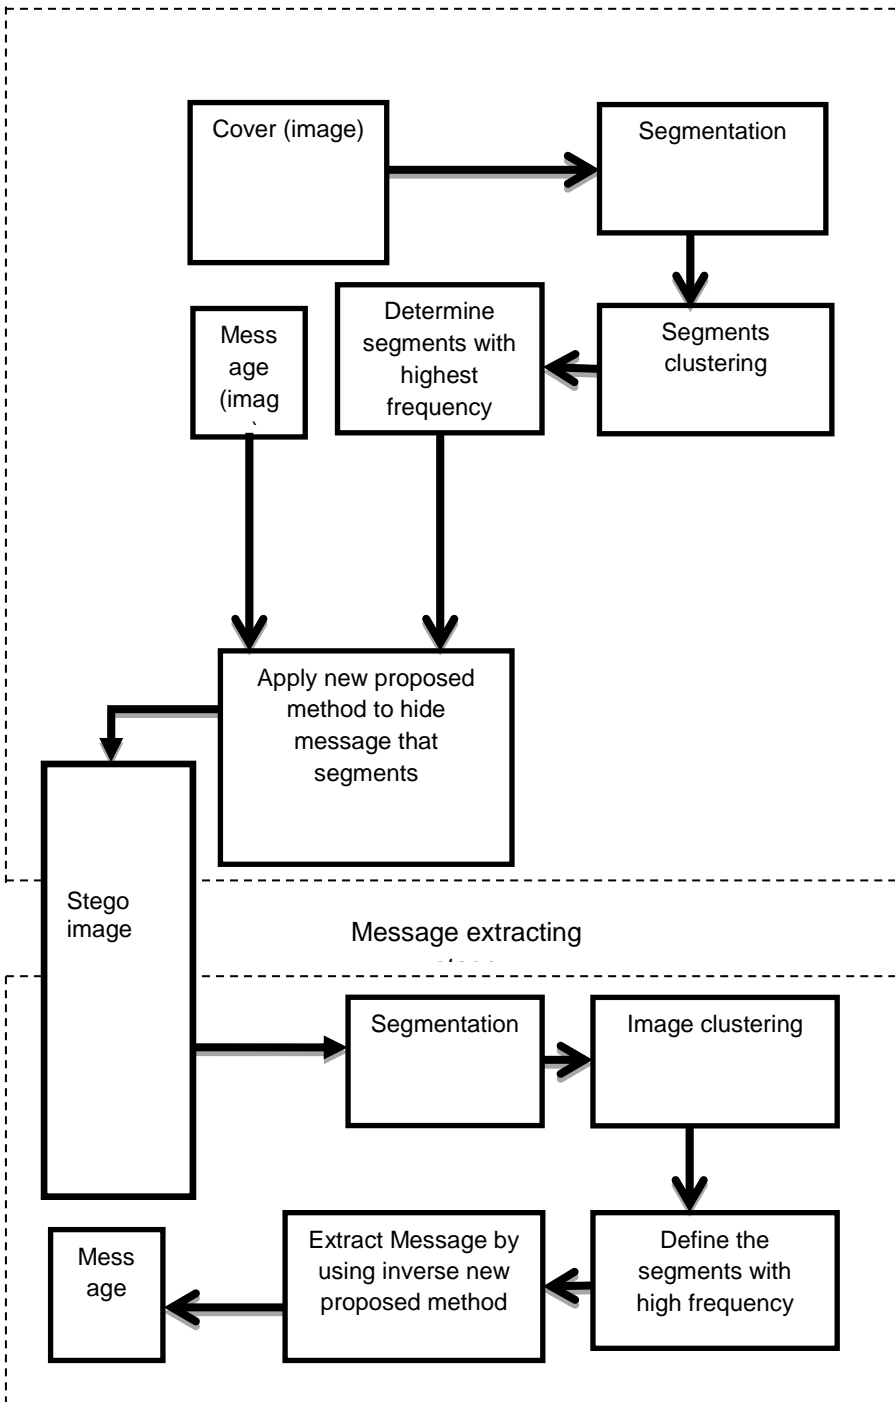 Cover (image)
Segmentation
Segments
clustering
Determine
segments with
highest
frequency
Mess
age
(imag
Apply new proposed
method to hide
message that
segments
Stego
image
Message extracting
Segmentation
Image clustering
Define the
segments with
high frequency
Extract Message by
using inverse new
proposed method
Mess
age